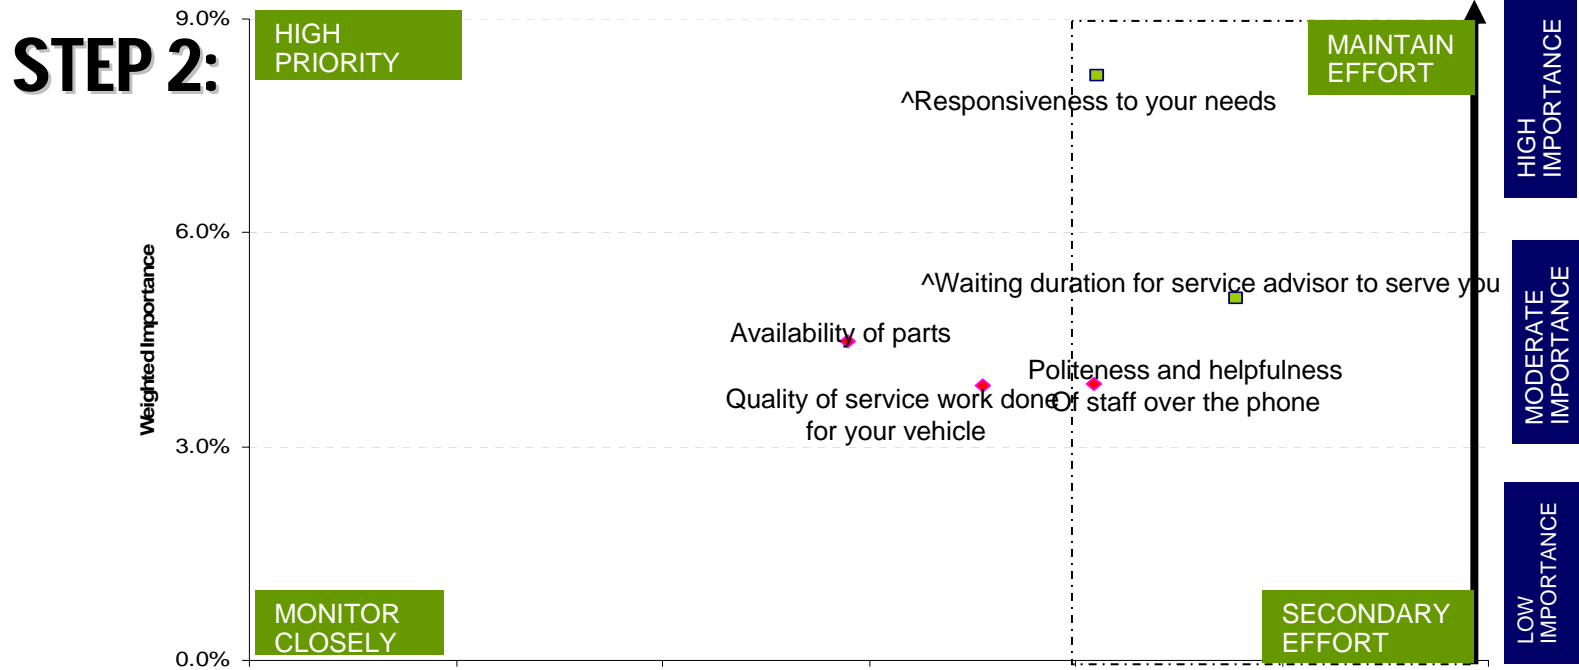 9.0%
HIGH
PRIORITY
STEP 2:
MAINTAIN
EFFORT
HIGH
IMPORTANCE
^Responsiveness to your needs
6.0%
Weighted Importance
^Waiting duration for service advisor to serve you
MODERATE
IMPORTANCE
Availability of parts
Politeness and helpfulness
Of staff over the phone
Quality of service work done
for your vehicle
3.0%
LOW
IMPORTANCE
MONITOR
CLOSELY
SECONDARY
EFFORT
0.0%